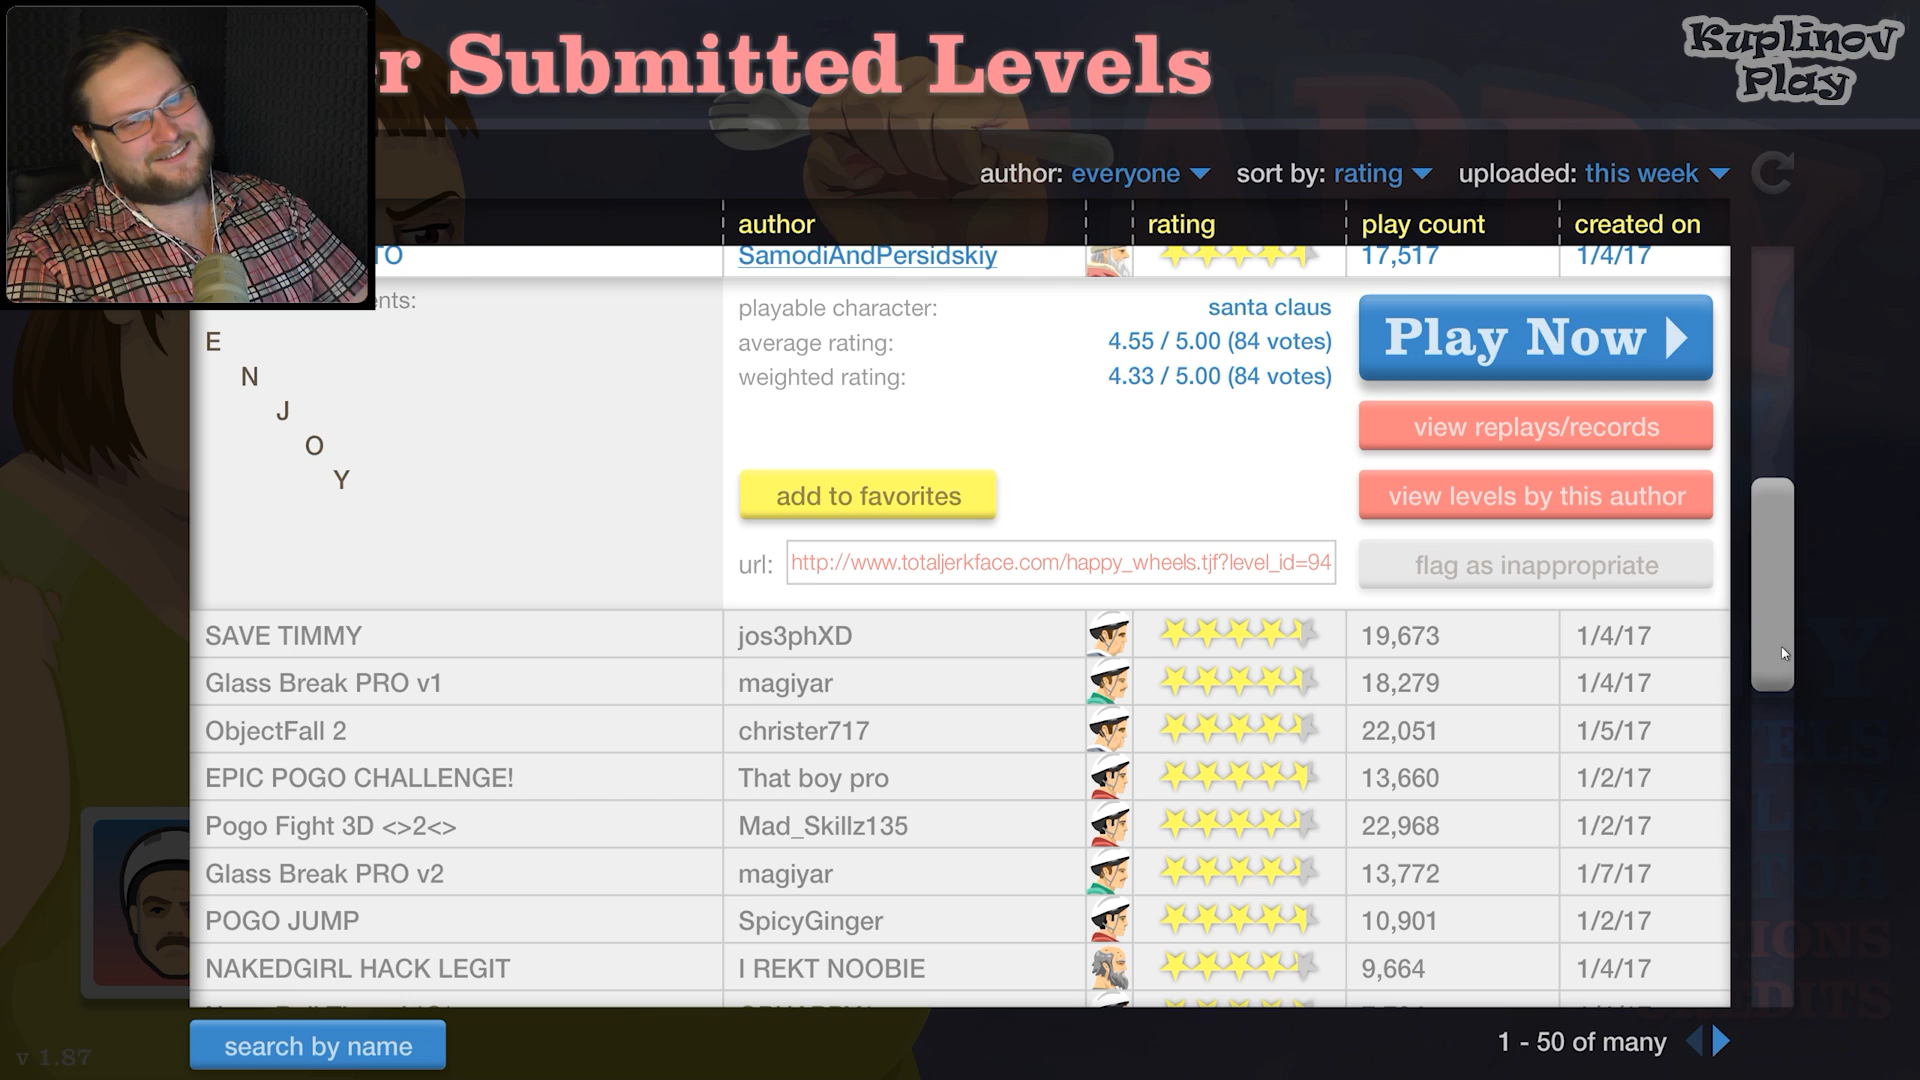 er Submitted Levels
Kuplinov
Play
author: everyone sort by: rating uploaded: this week
author rating play count created on
TO SamodiAndPersidskiy 17,517 1/4/17
nts:
E
N
J
O
Y
playable character: santa claus
average rating: 4.55 / 5.00 (84 votes)
weighted rating: 4.33 / 5.00 (84 votes)
add to favorites
url: http://www.totaljerkface.com/happy_wheels.tjf?level_id=94
Play Now
view replays/records
view levels by this author
flag as inappropriate
SAVE TIMMY jos3phXD 19,673 1/4/17
Glass Break PRO v1 magiyar 18,279 1/4/17
ObjectFall 2 christer717 22,051 1/5/17
EPIC POGO CHALLENGE! That boy pro 13,660 1/2/17
Pogo Fight 3D <>2<> Mad_Skillz135 22,968 1/2/17
Glass Break PRO v2 magiyar 13,772 1/7/17
POGO JUMP SpicyGinger 10,901 1/2/17
NAKEDGIRL HACK LEGIT I REKT NOOBIE 9,664 1/4/17
search by name
1 - 50 of many
v 1.87